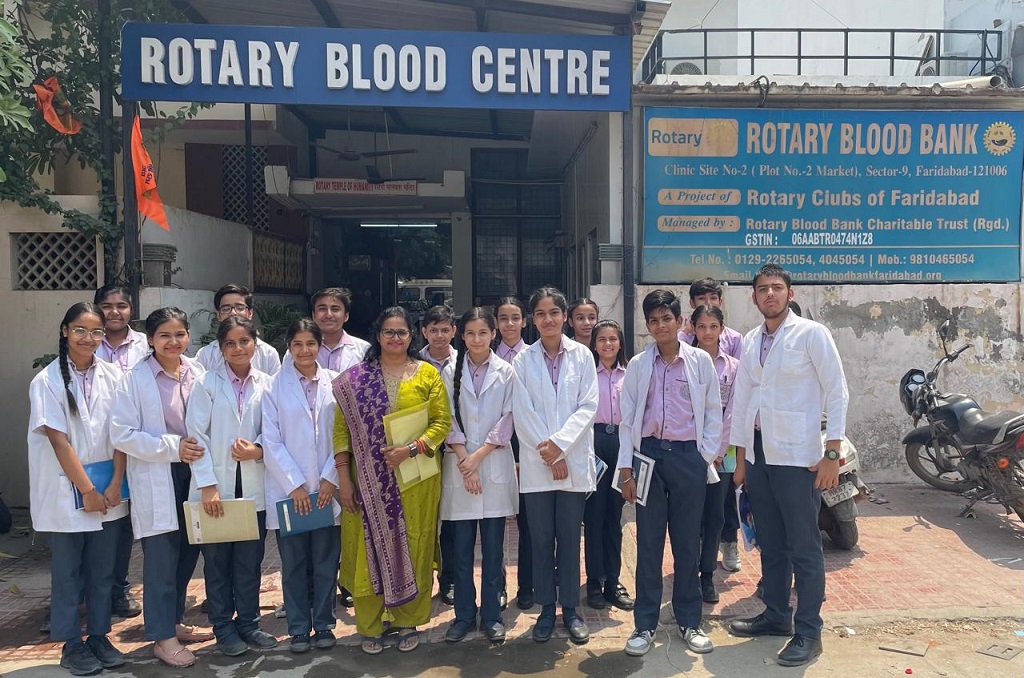 ROTARY BLOOD CENTRE
Rotary
ROTARY BLOOD BANK
Clinic Site No-2 ( Plot No.-2 Market), Sector-9, Faridabad-121006
A Project of Rotary Clubs of Faridabad
Managed by : Rotary Blood Bank Charitable Trust (Rgd.)
GSTIN : 06AABTR0474N1Z8
Tel No. : 0129-2265054, 4045054 | Mob.: 9810465054
Email rotarybloodbankfaridabad.org
ROTARY TEMPLE OF HUMANITY